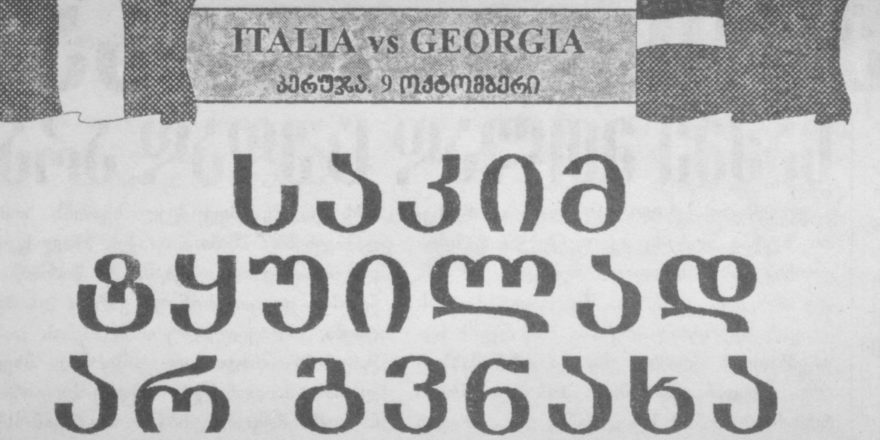 ITALIA vs GEORGIA
პერუჯა. 9 ოქტომბერი
საკიმ
ტყუილად
არ გვნახა